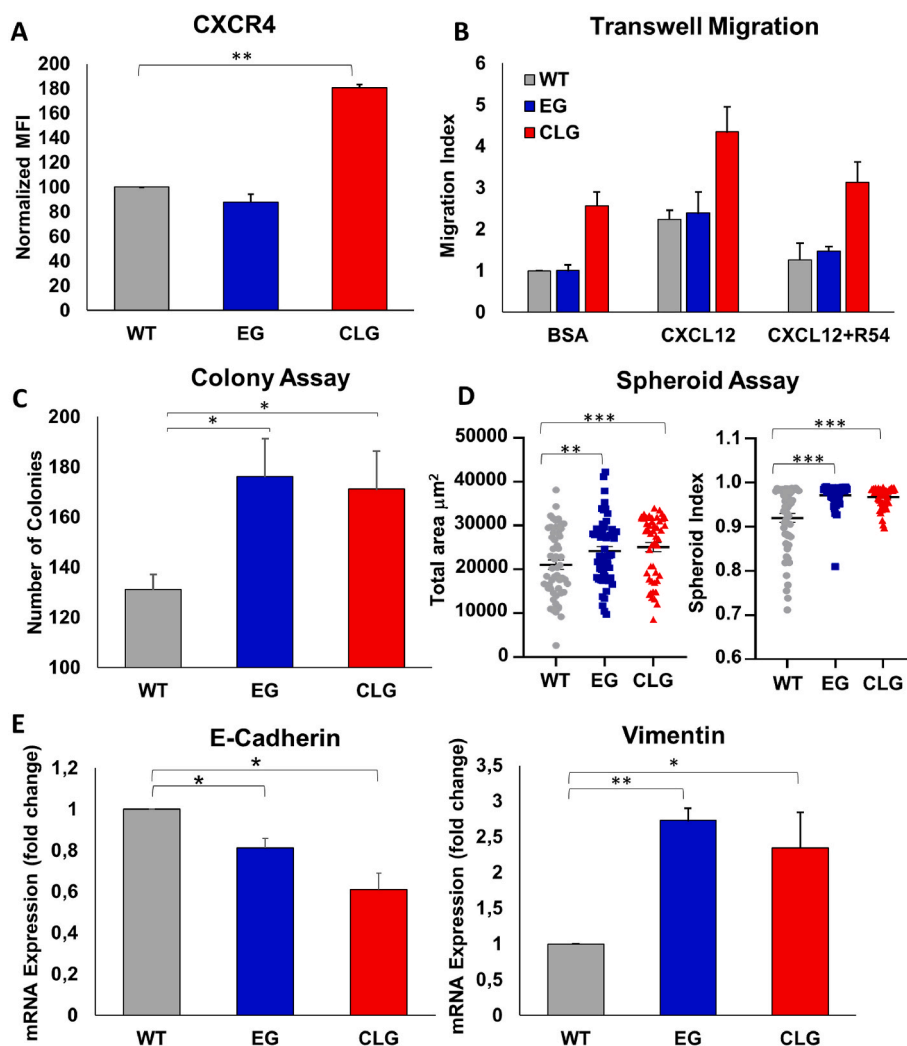 A
CXCR4
**
Normalized MFI
200
180
160
140
120
100
80
60
40
20
0
WT
EG
CLG
B
Transwell Migration
Migration Index
6
5
4
3
2
1
0
WT
EG
CLG
BSA
CXCL12
CXCL12+R54
C
Colony Assay
*
*
Number of Colonies
200
180
160
140
120
100
WT
EG
CLG
D
Spheroid Assay
***
**
Total area μm²
50000
40000
30000
20000
10000
0
WT
EG
CLG
***
***
Spheroid Index
1.1
1.0
0.9
0.8
0.7
0.6
WT
EG
CLG
E
E-Cadherin
*
*
mRNA Expression (fold change)
1,2
1
0,8
0,6
0,4
0,2
0
WT
EG
CLG
Vimentin
*
**
mRNA Expression (fold change)
3,5
3
2,5
2
1,5
1
0,5
0
WT
EG
CLG